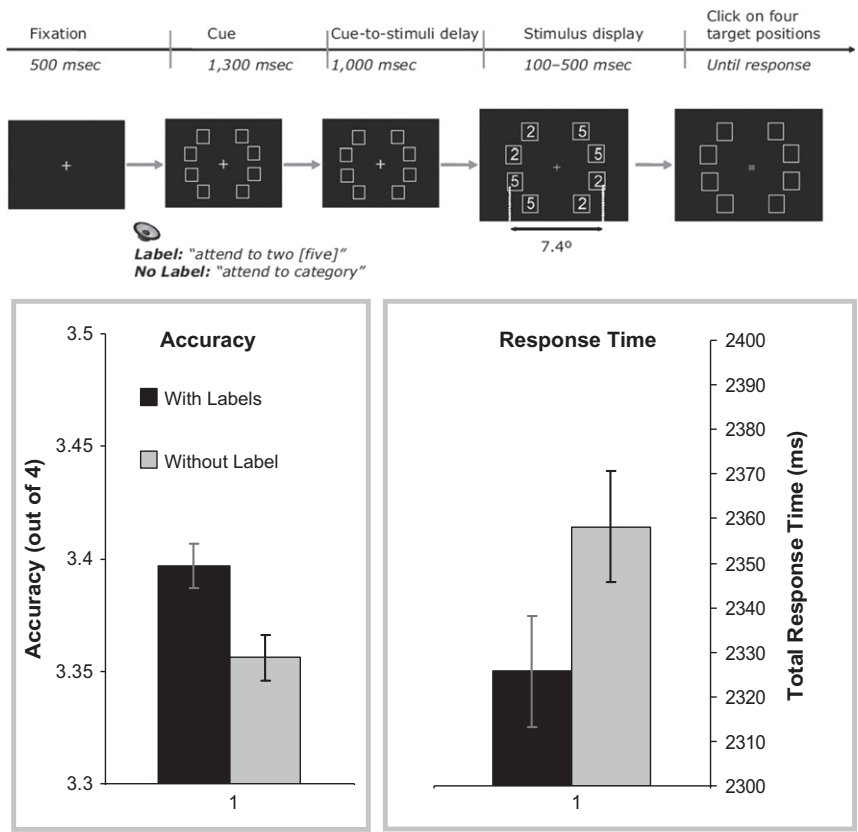 Fixation
Cue
Cue-to-stimuli delay
Stimulus display
Click on four
target positions
500 msec
1,300 msec
1,000 msec
100–500 msec
Until response
2 5
2 5
5 2
5 2
7.4º
Label: “attend to two [five]”
No Label: “attend to category”
Accuracy
With Labels
Without Label
Accuracy (out of 4)
3.5
3.45
3.4
3.35
3.3
1
Response Time
Total Response Time (ms)
2400
2390
2380
2370
2360
2350
2340
2330
2320
2310
2300
1